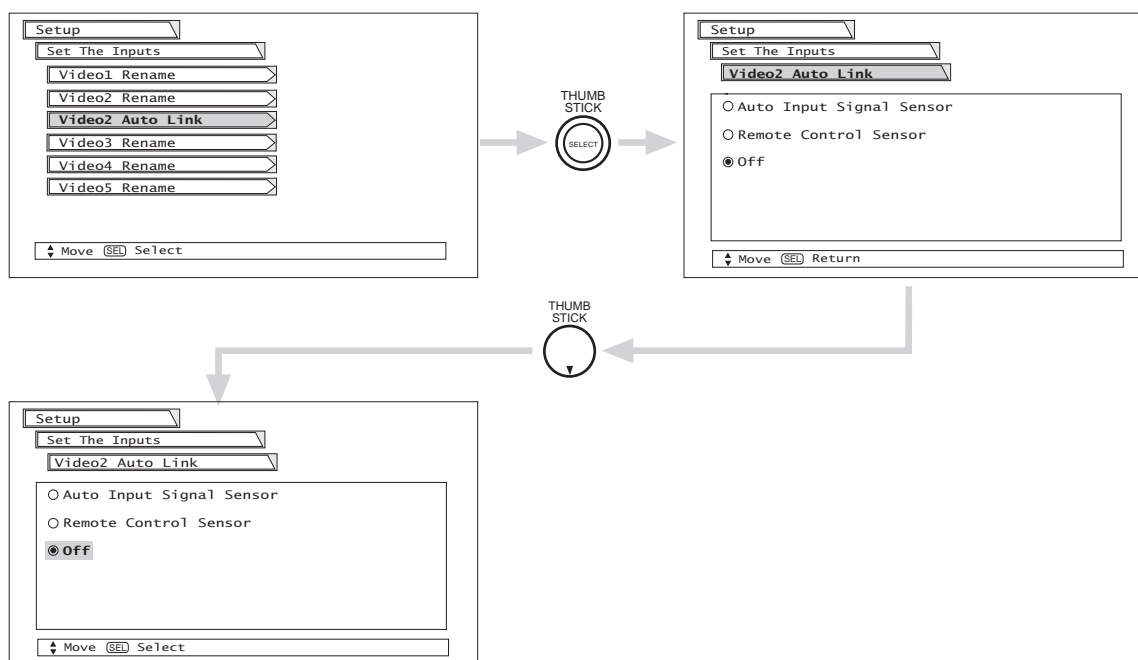 Setup
Set The Inputs
Video1 Rename
Video2 Rename
Video2 Auto Link
Video3 Rename
Video4 Rename
Video5 Rename
Move SEL Select
THUMB
STICK
SELECT
Setup
Set The Inputs
Video2 Auto Link
Auto Input Signal Sensor
Remote Control Sensor
Off
Move SEL Return
THUMB
STICK
Setup
Set The Inputs
Video2 Auto Link
Auto Input Signal Sensor
Remote Control Sensor
Off
Move SEL Select